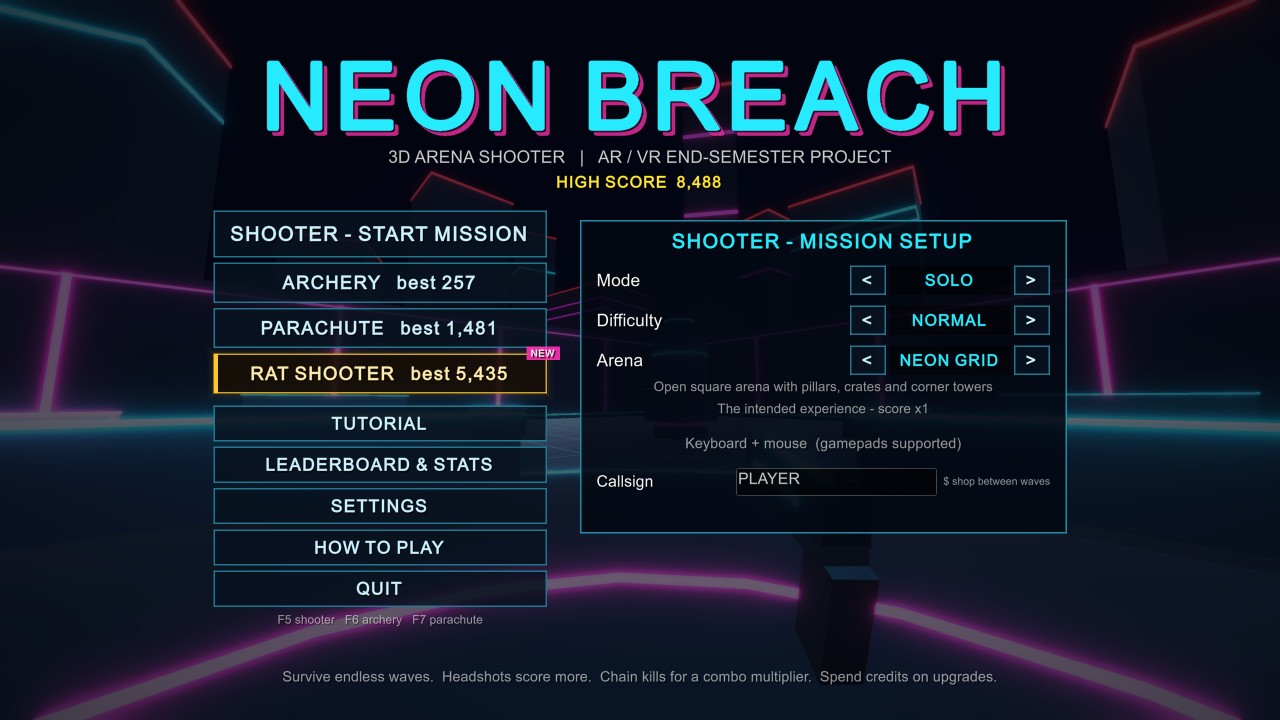 NEON BREACH
3D ARENA SHOOTER | AR / VR END-SEMESTER PROJECT
HIGH SCORE 8,488
SHOOTER - START MISSION
ARCHERY best 257
PARACHUTE best 1,481
NEW
RAT SHOOTER best 5,435
TUTORIAL
LEADERBOARD & STATS
SETTINGS
HOW TO PLAY
QUIT
F5 shooter F6 archery F7 parachute
SHOOTER - MISSION SETUP
Mode < SOLO >
Difficulty < NORMAL >
Arena < NEON GRID >
Open square arena with pillars, crates and corner towers
The intended experience - score x1
Keyboard + mouse (gamepads supported)
Callsign PLAYER $ shop between waves
Survive endless waves. Headshots score more. Chain kills for a combo multiplier. Spend credits on upgrades.